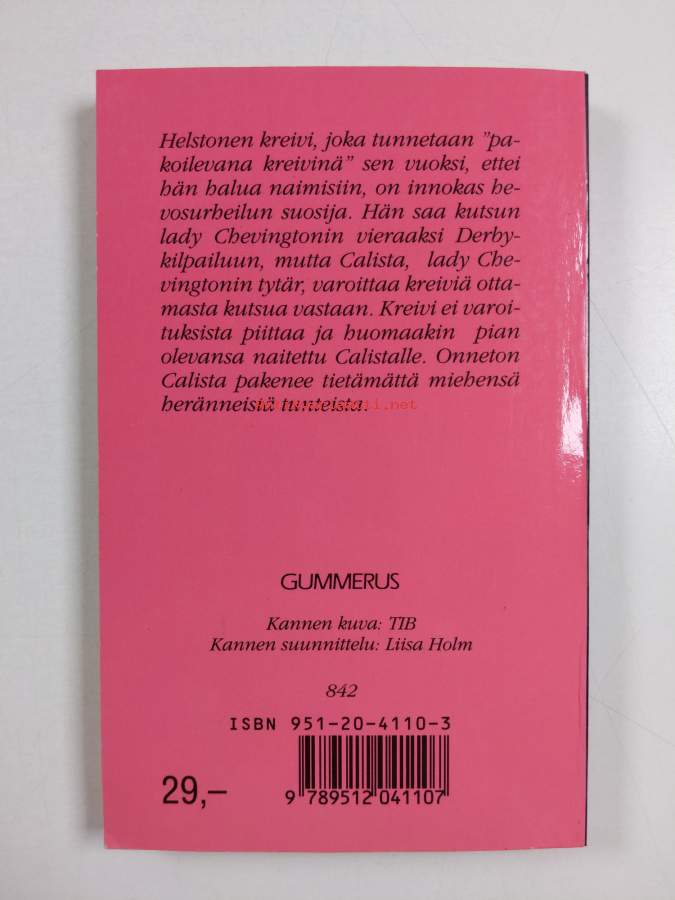 Helstonen kreivi, joka tunnetaan "pa-
koilevana kreivinä" sen vuoksi, ettei
hän halua naimisiin, on innokas he-
vosurheilun suosija. Hän saa kutsun
lady Chevingtonin vieraaksi Derby-
kilpailuun, mutta Calista, lady Che-
vingtonin tytär, varoittaa kreiviä otta-
masta kutsua vastaan. Kreivi ei varoi-
tuksista piittaa ja huomaakin pian
olevansa naitettu Calistalle. Onneton
Calista pakenee tietämättä miehensä
heränneistä tunteista.
GUMMERUS
Kannen kuva: TIB
Kannen suunnittelu: Liisa Holm
842
ISBN 951-20-4110-3
29,–
9 789512 041107